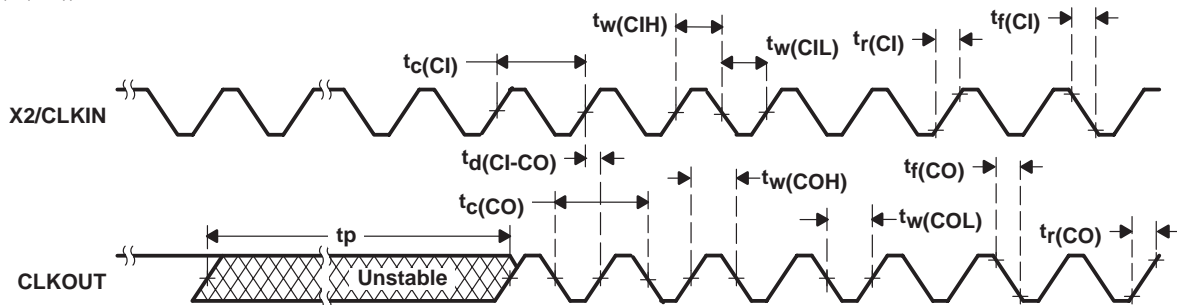 tw(CIH)
tf(CI)
tr(CI)
tw(CIL)
tc(CI)
X2/CLKIN
td(CI-CO)
tf(CO)
tw(COH)
tc(CO)
tw(COL)
tp
tr(CO)
CLKOUT
Unstable